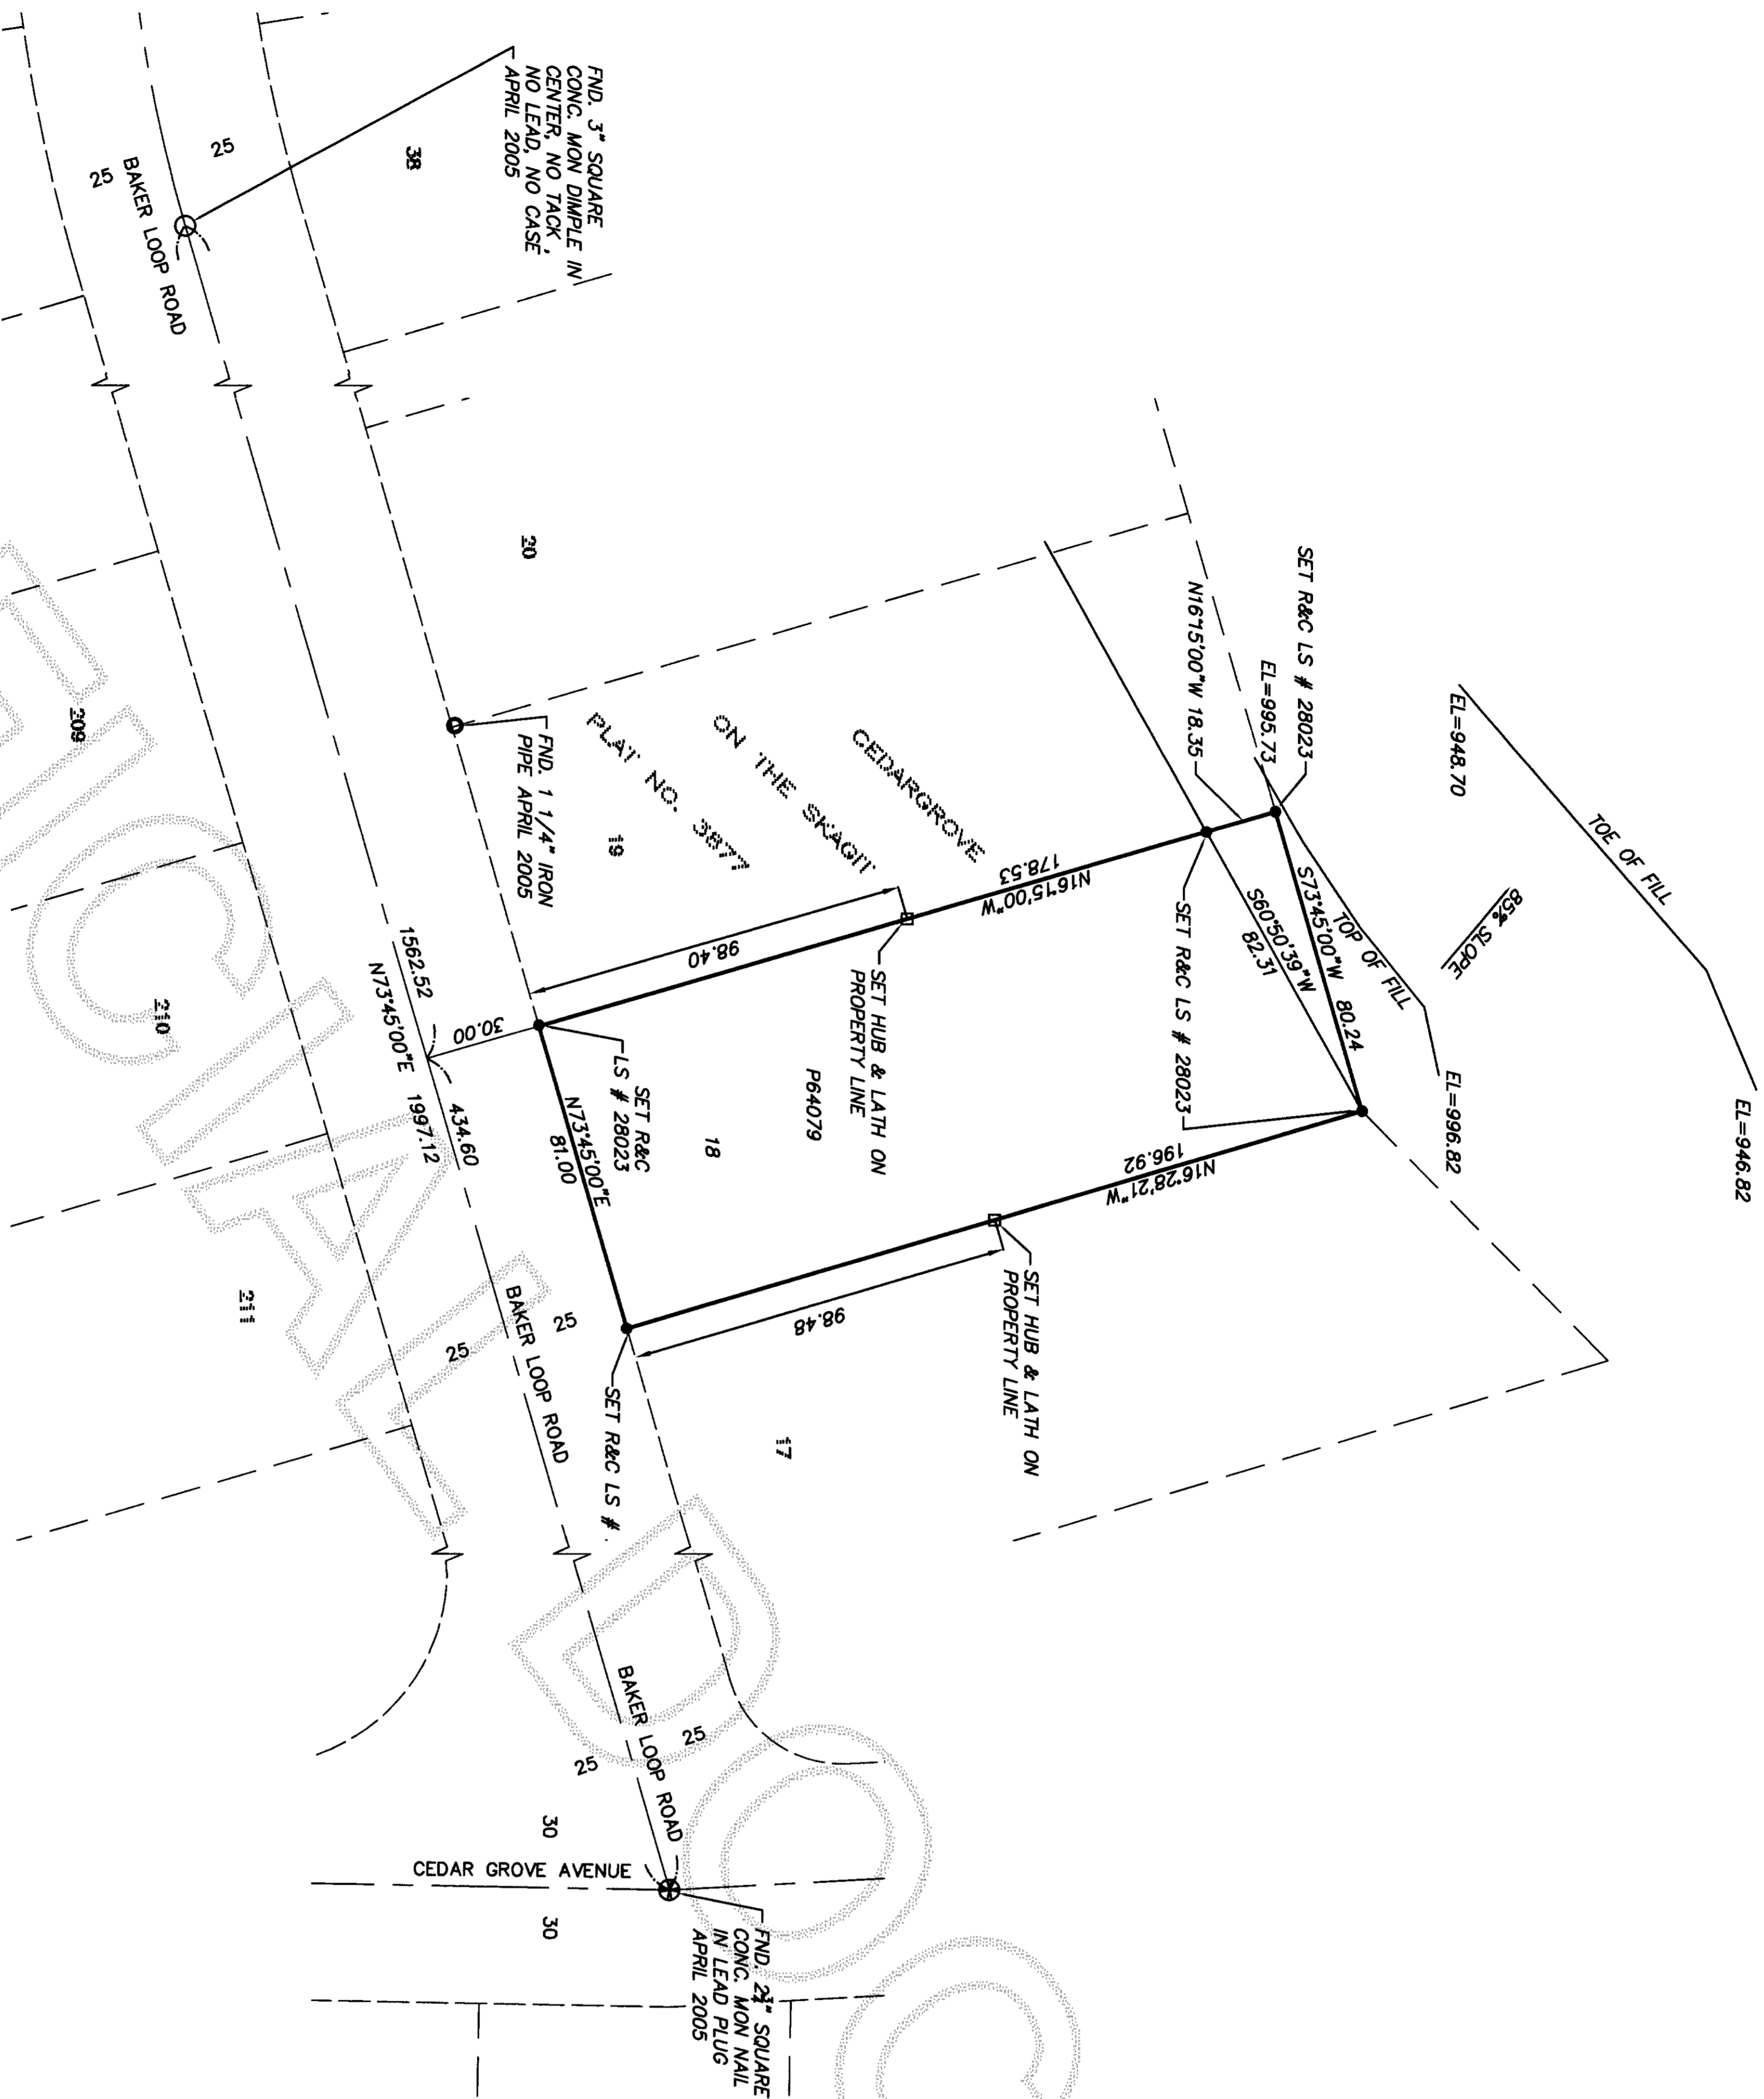 FND. 3" SQUARE
CONC. MON DIMPLE IN
CENTER, NO TACK,
NO LEAD, NO CASE
APRIL 2005
38
25
25
BAKER LOOP ROAD
20
SET R&C LS # 28023
N16°15'00"W 18.35
EL=995.73
EL=948.70
TOE OF FILL
85% SLOPE
EL=946.82
EL=996.82
TOP OF FILL
S73°45'00"W 80.24
S60°50'39"W
82.31
SET R&C LS # 28023
CEDARGROVE
ON THE SKAGIT
PLAT NO. 3877
19
FND. 1 1/4" IRON
PIPE APRIL 2005
178.53
N16°15'00"W
98.40
SET HUB & LATH ON
PROPERTY LINE
30.00
SET R&C
LS # 28023
P64079
18
N73°45'00"E
81.00
196.92
N16°28'21"W
98.48
SET HUB & LATH ON
PROPERTY LINE
17
SET R&C LS #
1562.52
N73°45'00"E
434.60
1997.12
209
210
211
BAKER LOOP ROAD
25
25
BAKER LOOP ROAD
25
25
30
CEDAR GROVE AVENUE
30
FND. 2¾" SQUARE
CONC. MON NAIL
IN LEAD PLUG
APRIL 2005